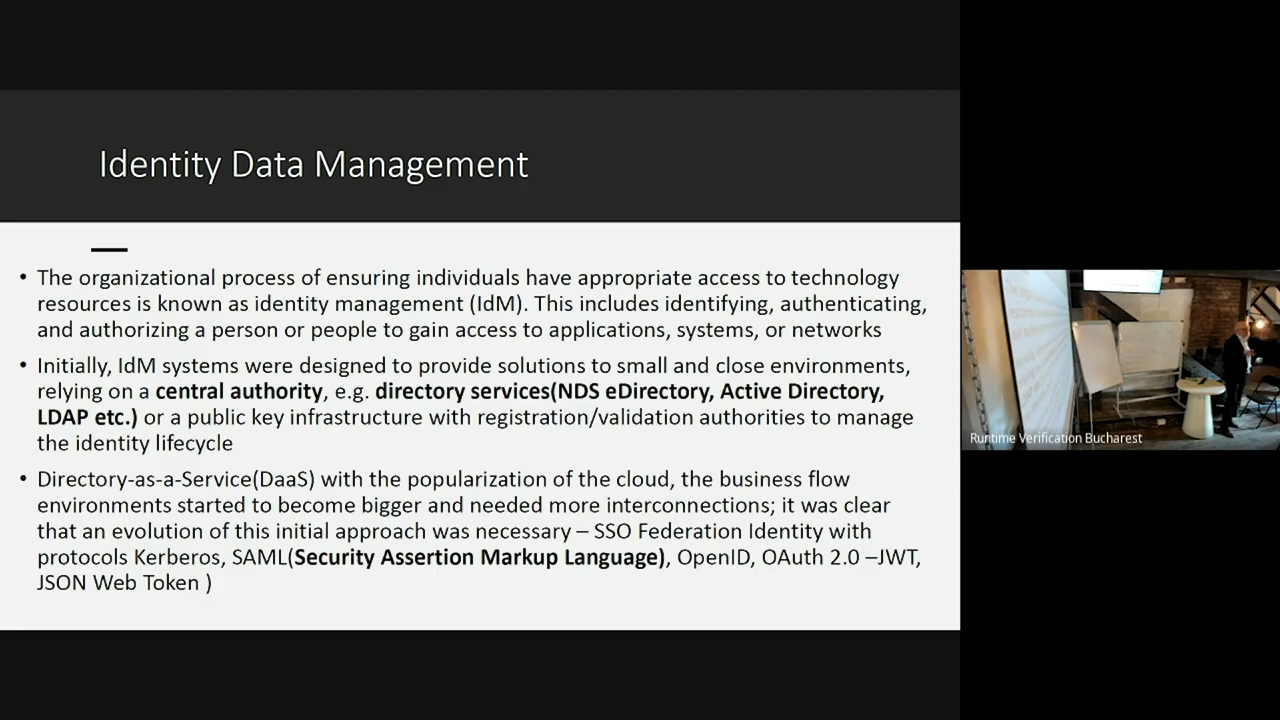 Identity Data Management
• The organizational process of ensuring individuals have appropriate access to technology
resources is known as identity management (IdM). This includes identifying, authenticating,
and authorizing a person or people to gain access to applications, systems, or networks
• Initially, IdM systems were designed to provide solutions to small and close environments,
relying on a central authority, e.g. directory services(NDS eDirectory, Active Directory,
LDAP etc.) or a public key infrastructure with registration/validation authorities to manage
the identity lifecycle
• Directory-as-a-Service(DaaS) with the popularization of the cloud, the business flow
environments started to become bigger and needed more interconnections; it was clear
that an evolution of this initial approach was necessary – SSO Federation Identity with
protocols Kerberos, SAML(Security Assertion Markup Language), OpenID, OAuth 2.0 –JWT,
JSON Web Token )
Runtime Verification Bucharest